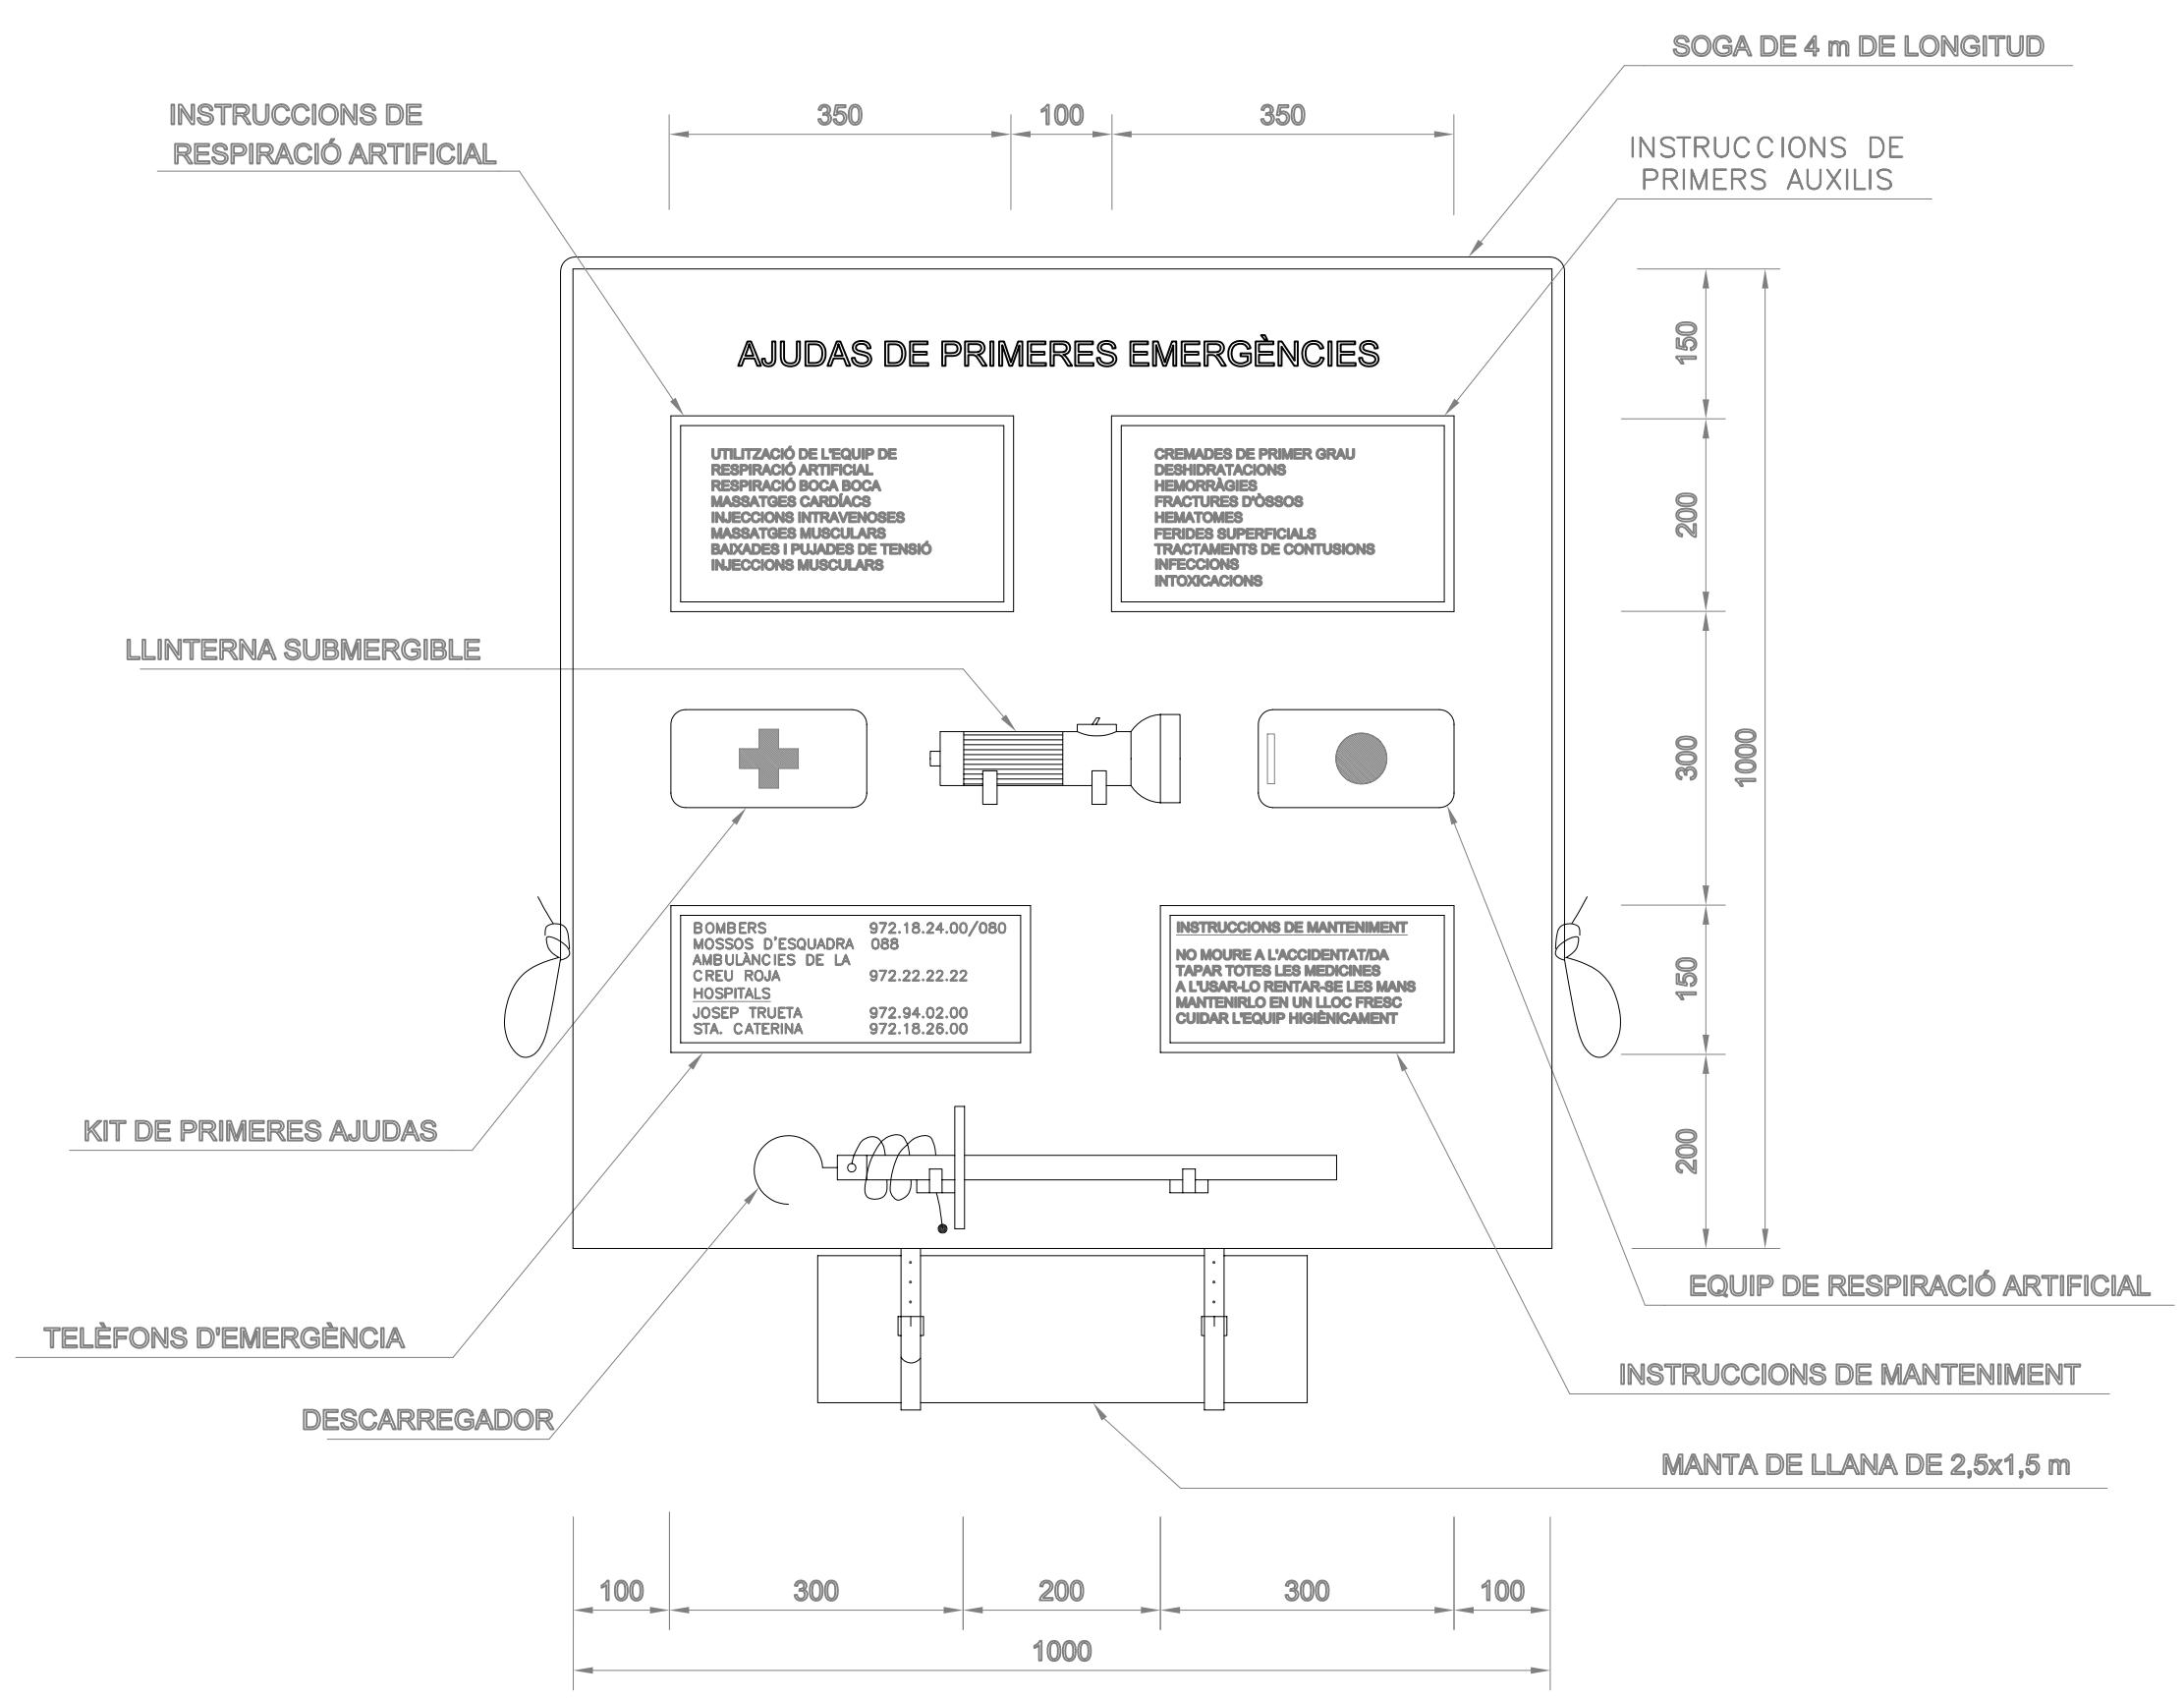 SOGA DE 4 m DE LONGITUD
INSTRUCCIONS DE
RESPIRACIÓ ARTIFICIAL
350
100
350
INSTRUCCIONS DE
PRIMERS AUXILIS
AJUDAS DE PRIMERES EMERGÈNCIES
150
200
300
150
200
1000
UTILITZACIÓ DE L'EQUIP DE
RESPIRACIÓ ARTIFICIAL
RESPIRACIÓ BOCA BOCA
MASSATGES CARDÍACS
INJECCIONS INTRAVENOSES
MASSATGES MUSCULARS
BAIXADES I PUJADES DE TENSIÓ
INJECCIONS MUSCULARS
CREMADES DE PRIMER GRAU
DESHIDRATACIONS
HEMORRÀGIES
FRACTURES D'ÒSSOS
HEMATOMES
FERIDES SUPERFICIALS
TRACTAMENTS DE CONTUSIONS
INFECCIONS
INTOXICACIONS
LLINTERNA SUBMERGIBLE
BOMBERS 972.18.24.00/080
MOSSOS D'ESQUADRA 088
AMBULÀNCIES DE LA
CREU ROJA 972.22.22.22
HOSPITALS
JOSEP TRUETA 972.94.02.00
STA. CATERINA 972.18.26.00
INSTRUCCIONS DE MANTENIMENT
NO MOURE A L'ACCIDENTAT/DA
TAPAR TOTES LES MEDICINES
A L'USAR-LO RENTAR-SE LES MANS
MANTENIRLO EN UN LLOC FRESC
CUIDAR L'EQUIP HIGIÈNICAMENT
KIT DE PRIMERES AJUDAS
EQUIP DE RESPIRACIÓ ARTIFICIAL
TELÈFONS D'EMERGÈNCIA
INSTRUCCIONS DE MANTENIMENT
DESCARREGADOR
MANTA DE LLANA DE 2,5x1,5 m
100
300
200
300
100
1000